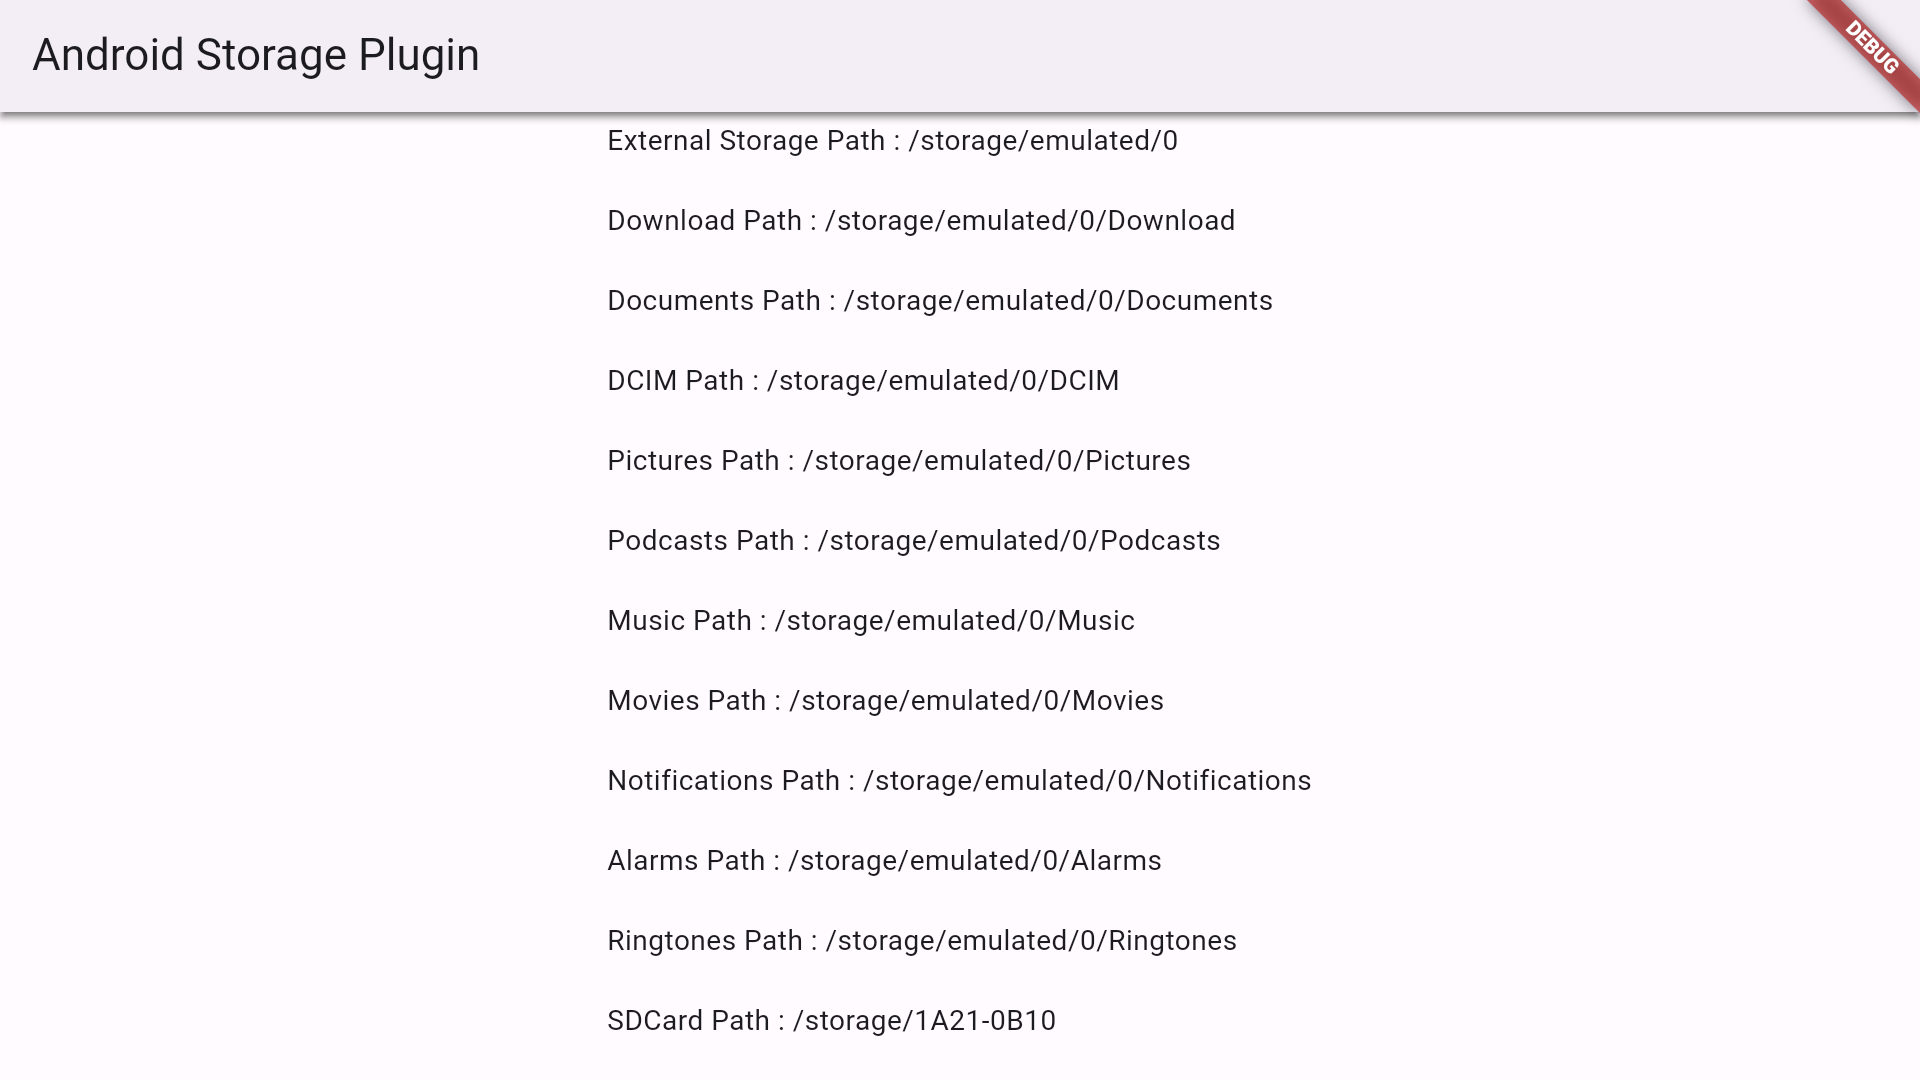 Android Storage Plugin
DEBUG
External Storage Path : /storage/emulated/0
Download Path : /storage/emulated/0/Download
Documents Path : /storage/emulated/0/Documents
DCIM Path : /storage/emulated/0/DCIM
Pictures Path : /storage/emulated/0/Pictures
Podcasts Path : /storage/emulated/0/Podcasts
Music Path : /storage/emulated/0/Music
Movies Path : /storage/emulated/0/Movies
Notifications Path : /storage/emulated/0/Notifications
Alarms Path : /storage/emulated/0/Alarms
Ringtones Path : /storage/emulated/0/Ringtones
SDCard Path : /storage/1A21-0B10